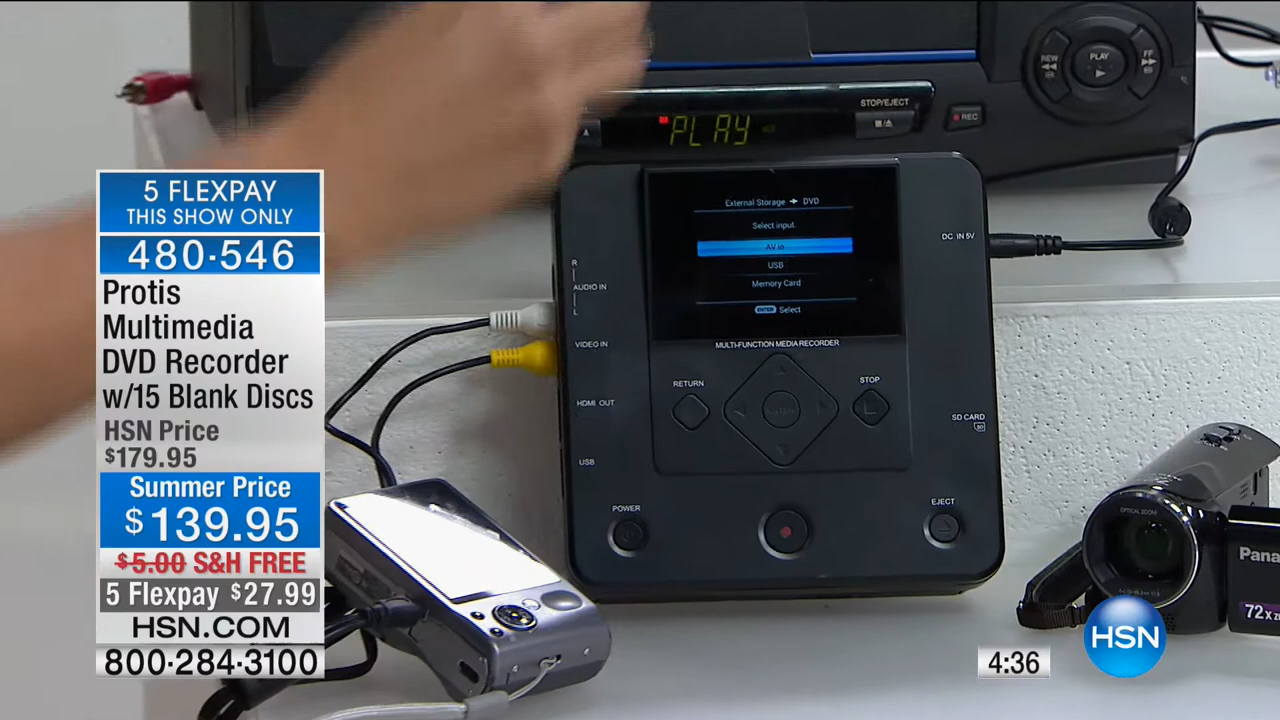 5 FLEXPAY
THIS SHOW ONLY
480-546
Protis
Multimedia
DVD Recorder
w/15 Blank Discs
HSN Price
$179.95
Summer Price
$139.95
$5.00 S&H FREE
5 Flexpay $27.99
HSN.COM
800-284-3100
REW
PLAY
FF
STOP/EJECT
REC
PLAY
External Storage → DVD
Select input
AV in
USB
Memory Card
ENTER Select
DC IN 5V
R
AUDIO IN
L
VIDEO IN
MULTI-FUNCTION MEDIA RECORDER
RETURN
STOP
HDMI OUT
SD CARD
USB
POWER
EJECT
OPTICAL ZOOM
Pana
72x
HSN
4:36